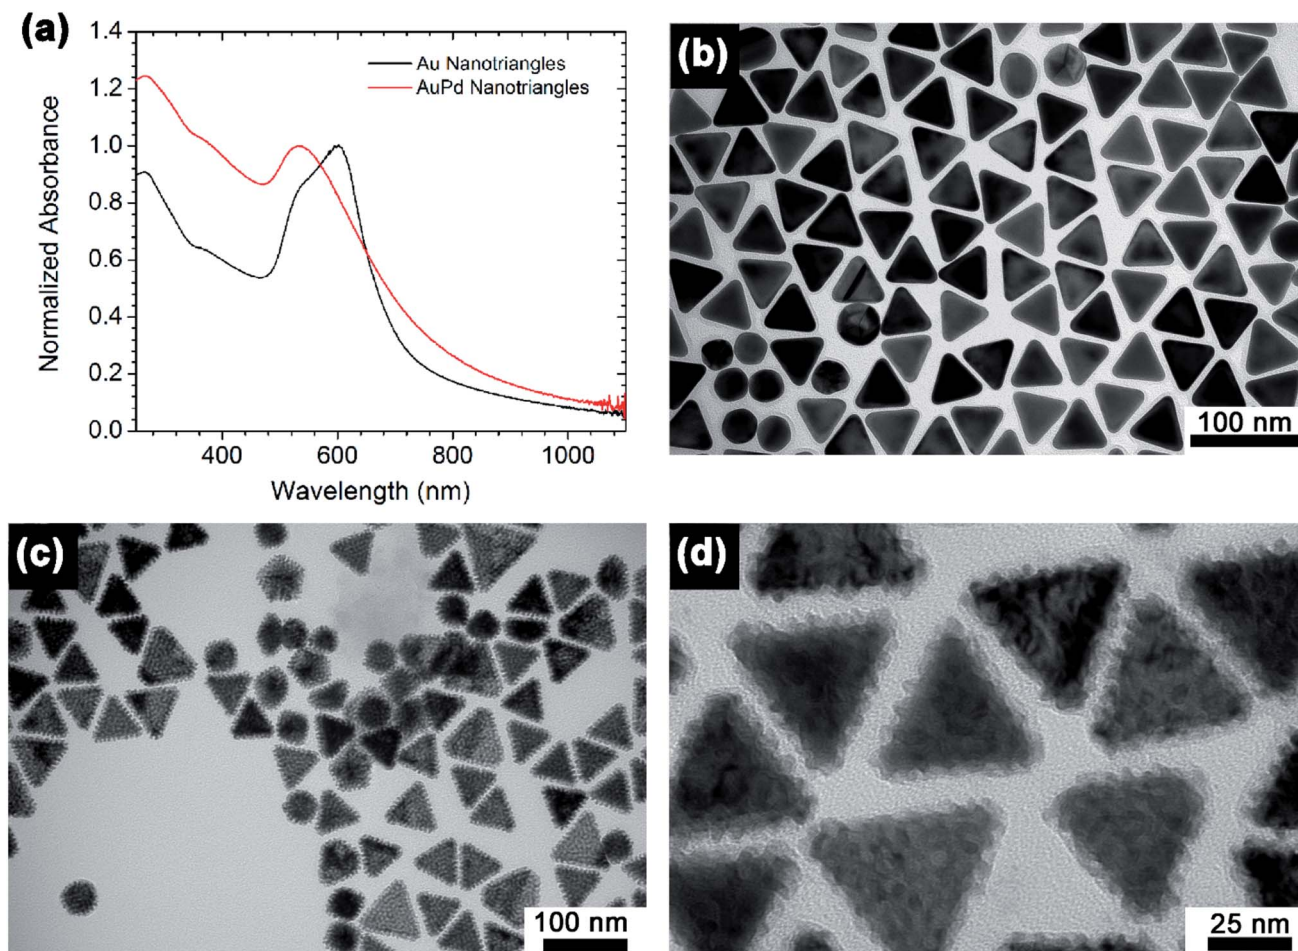 (a)
1.4
1.2
1.0
0.8
0.6
0.4
0.2
0.0
Normalized Absorbance
Au Nanotriangles
AuPd Nanotriangles
400
600
800
1000
Wavelength (nm)
(b)
100 nm
(c)
100 nm
(d)
25 nm